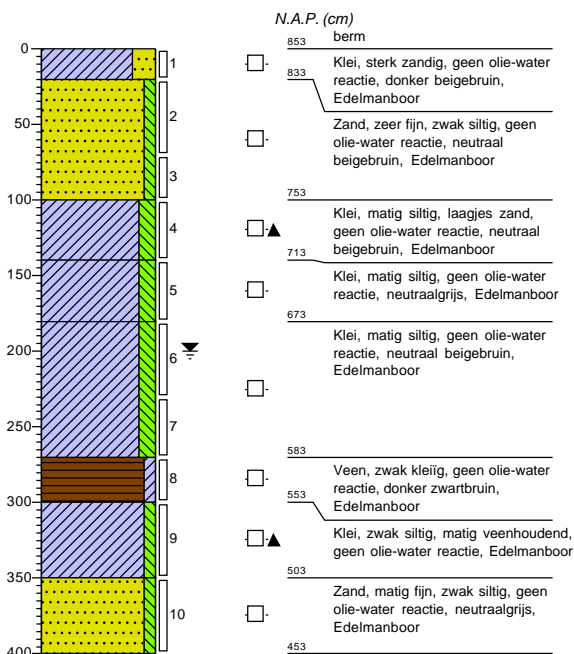 N.A.P. (cm)
0
50
100
150
200
250
300
350
400
1
2
3
4
5
6
7
8
9
10
853
berm
Klei, sterk zandig, geen olie-water
reactie, donker beigebruin,
Edelmanboor
833
Zand, zeer fijn, zwak siltig, geen
olie-water reactie, neutraal
beigebruin, Edelmanboor
753
Klei, matig siltig, laagjes zand,
geen olie-water reactie, neutraal
beigebruin, Edelmanboor
713
Klei, matig siltig, geen olie-water
reactie, neutraalgrijs, Edelmanboor
673
Klei, matig siltig, geen olie-water
reactie, neutraal beigebruin,
Edelmanboor
583
Veen, zwak kleiïg, geen olie-water
reactie, donker zwartbruin,
Edelmanboor
553
Klei, zwak siltig, matig veenhoudend,
geen olie-water reactie, Edelmanboor
503
Zand, matig fijn, zwak siltig, geen
olie-water reactie, neutraalgrijs,
Edelmanboor
453